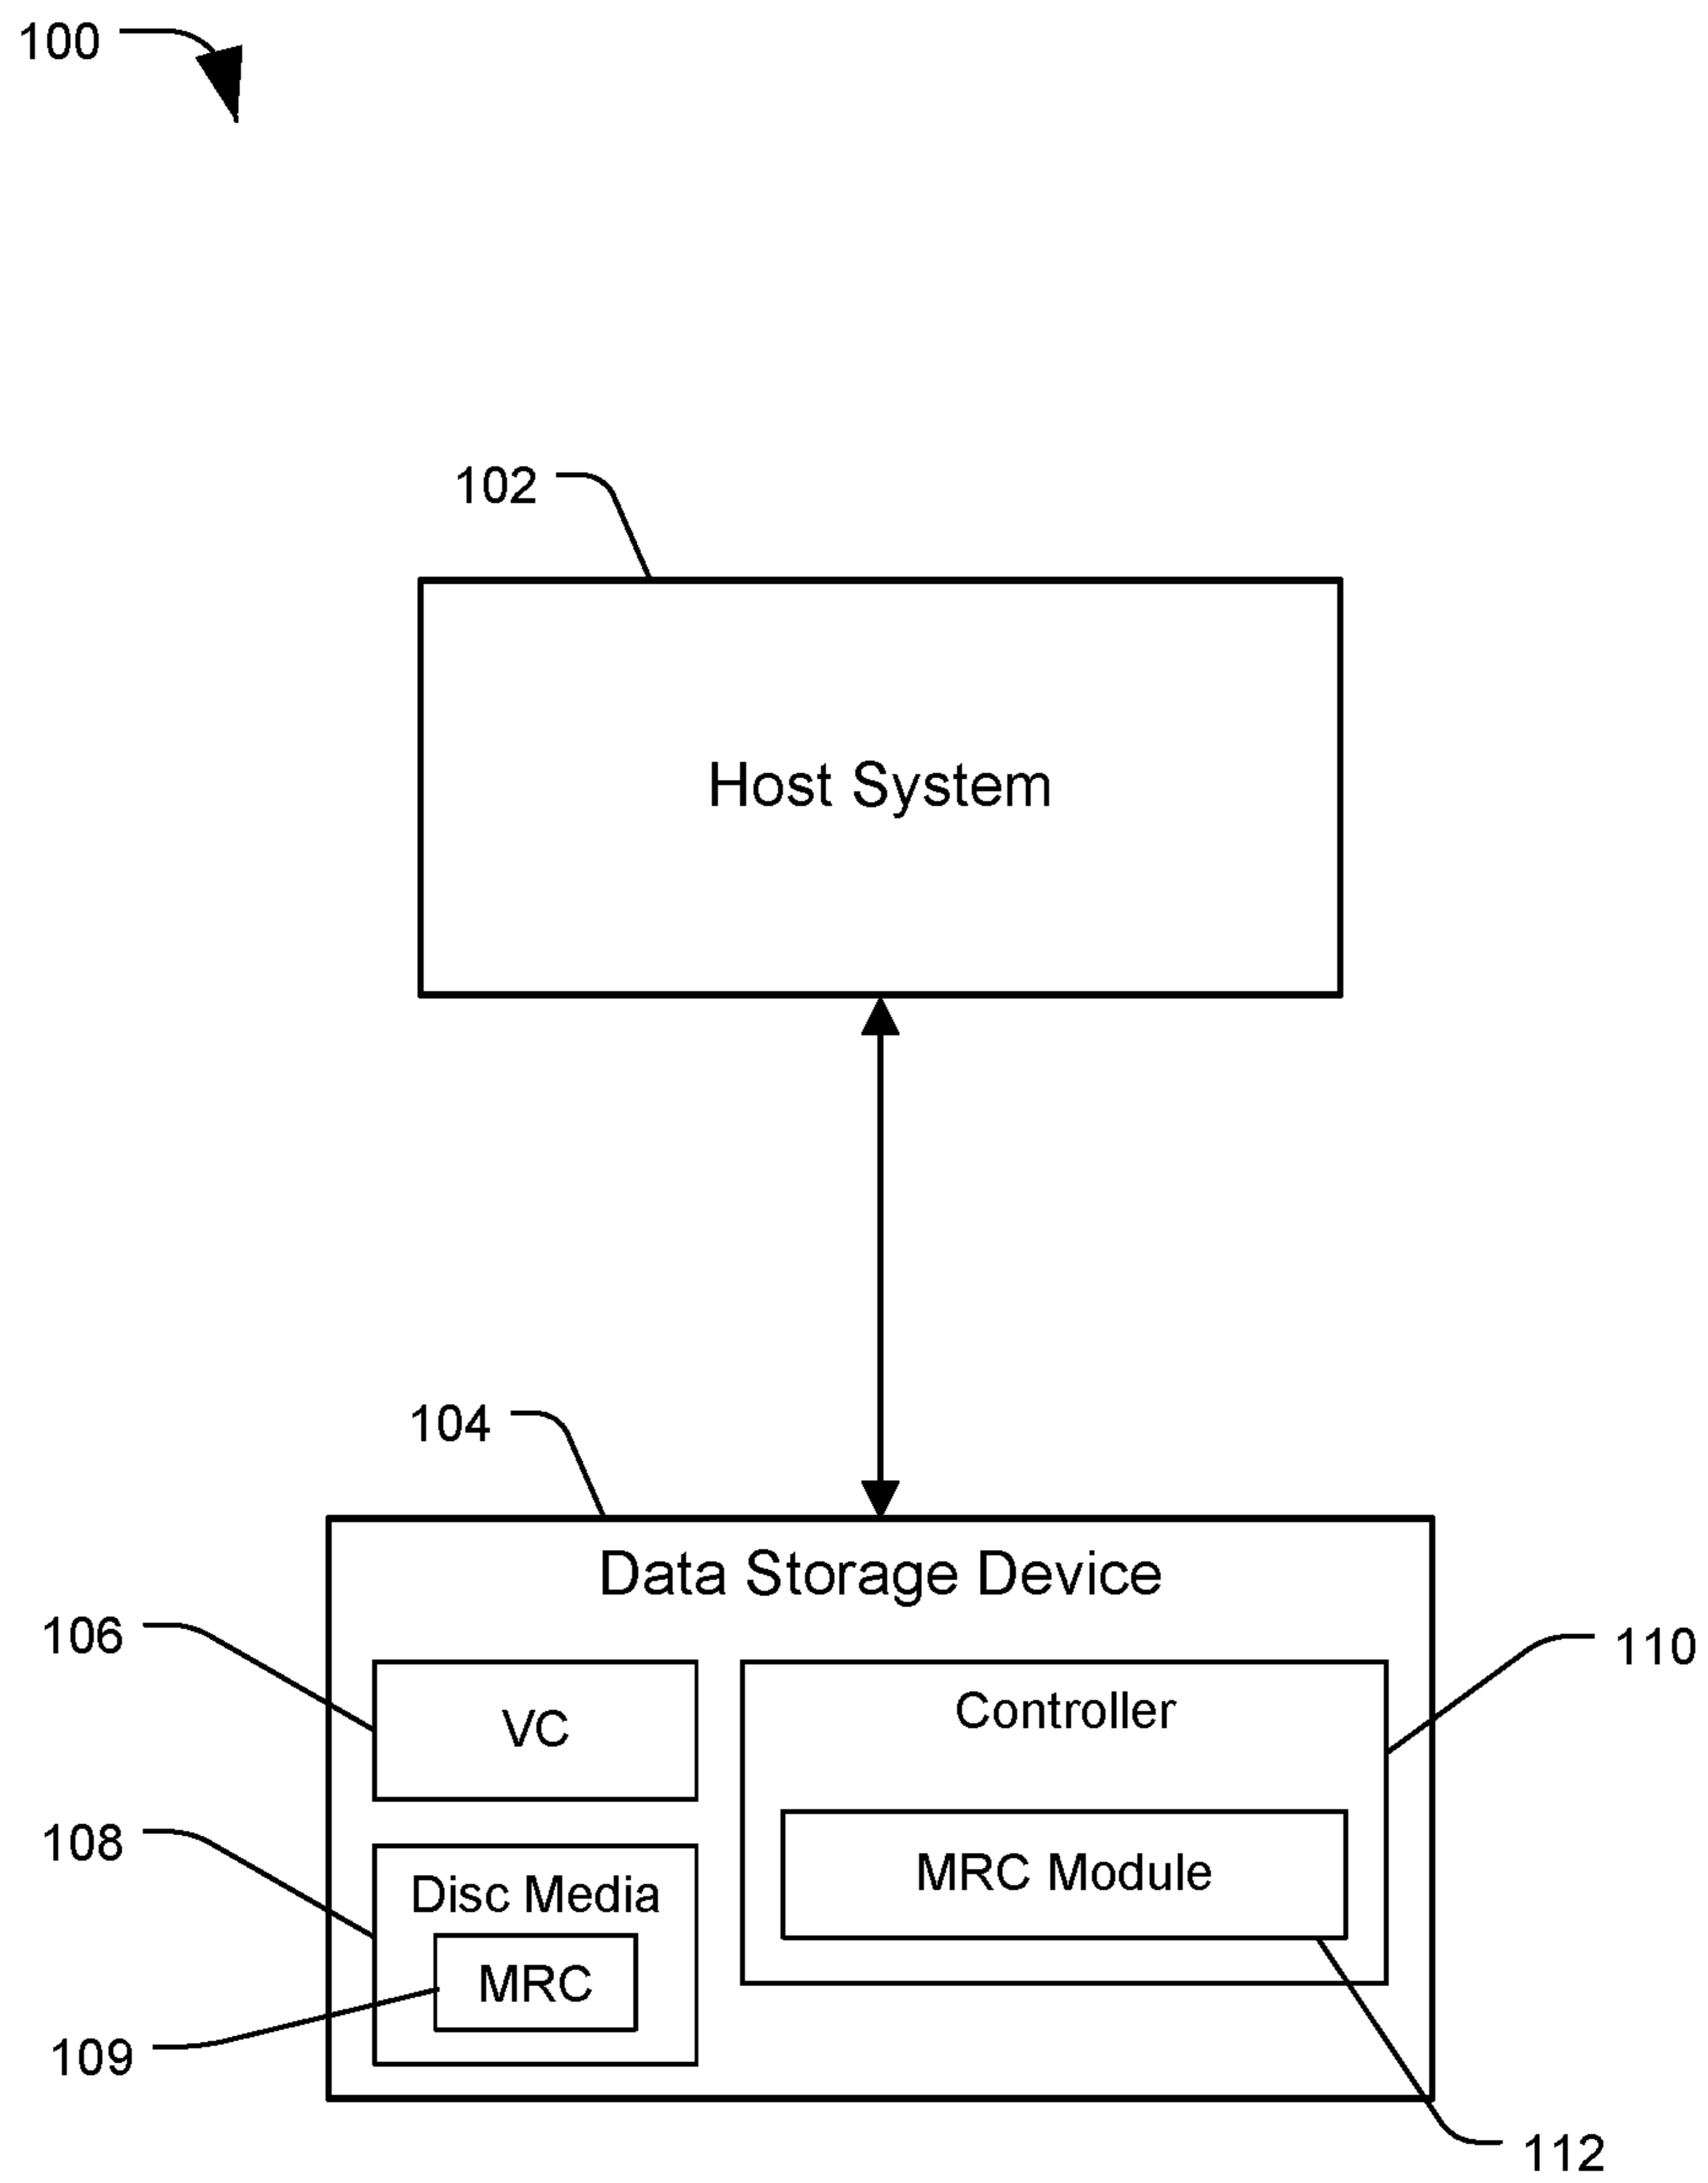 100
102
Host System
104
Data Storage Device
106
110
VC
Controller
108
Disc Media
MRC Module
MRC
109
112